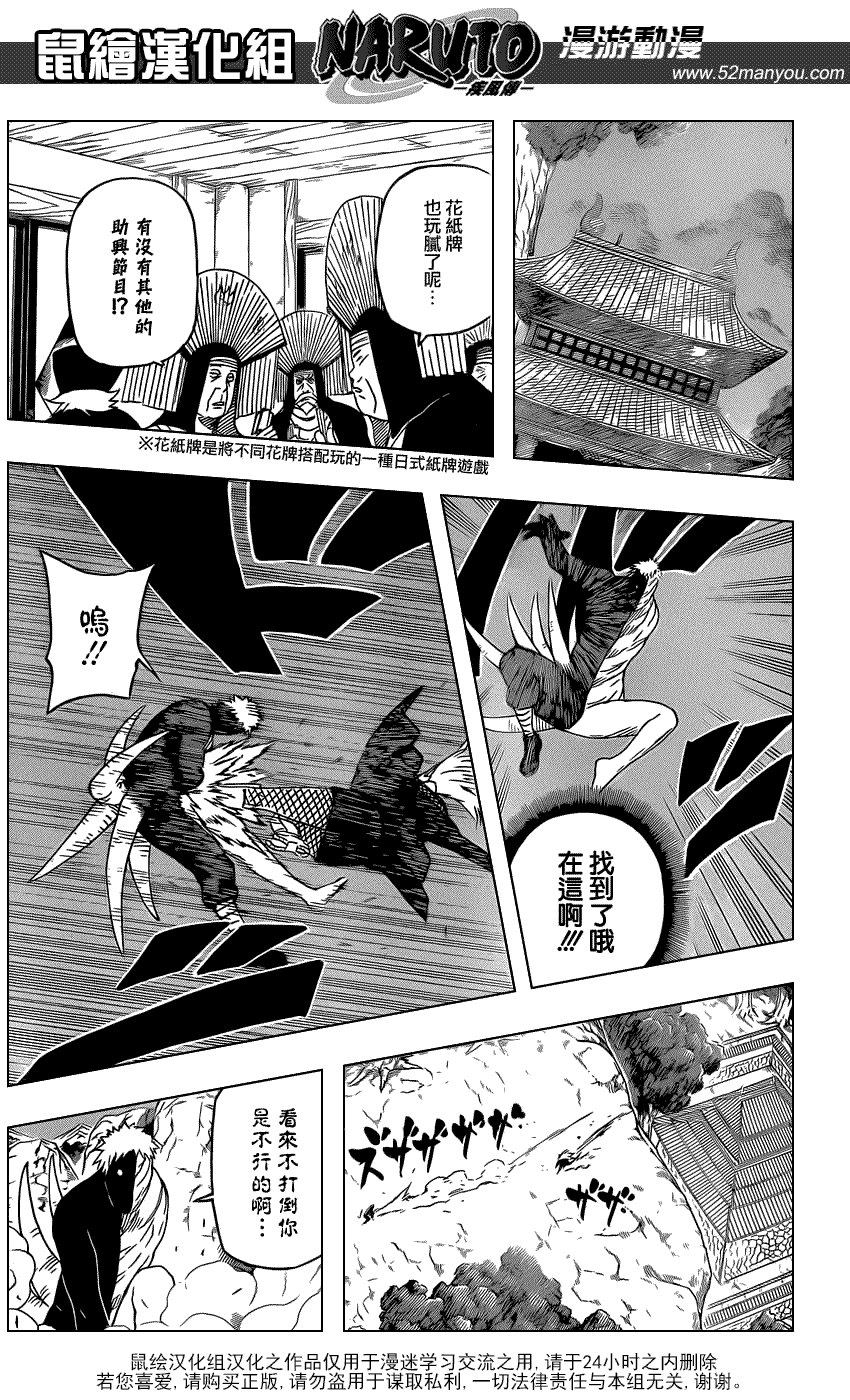 鼠繪漢化組
NARUTO
疾風傳
漫游動漫
www.52manyou.com
花紙牌
也玩膩了呢…
有沒有其他的
助興節目!?
※花紙牌是將不同花牌搭配玩的一種日式紙牌遊戲
找到了哦
在這啊!!!
嗚!!
ズザザザザ!
ザザザッ
看來不打倒你
是不行的啊…
鼠绘汉化组汉化之作品仅用于漫迷学习交流之用, 请于24小时之内删除
若您喜爱, 请购买正版, 请勿盗用于谋取私利, 一切法律责任与本组无关, 谢谢。